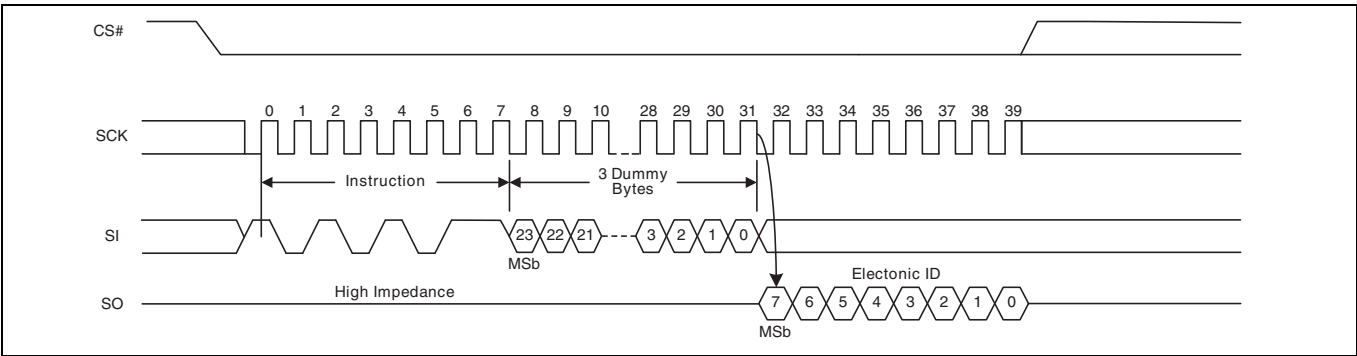 CS#
0 1 2 3 4 5 6 7 8 9 10 28 29 30 31 32 33 34 35 36 37 38 39
SCK
Instruction
3 Dummy
Bytes
SI
23 22 21 3 2 1 0
MSb
Electonic ID
High Impedance
SO
7 6 5 4 3 2 1 0
MSb